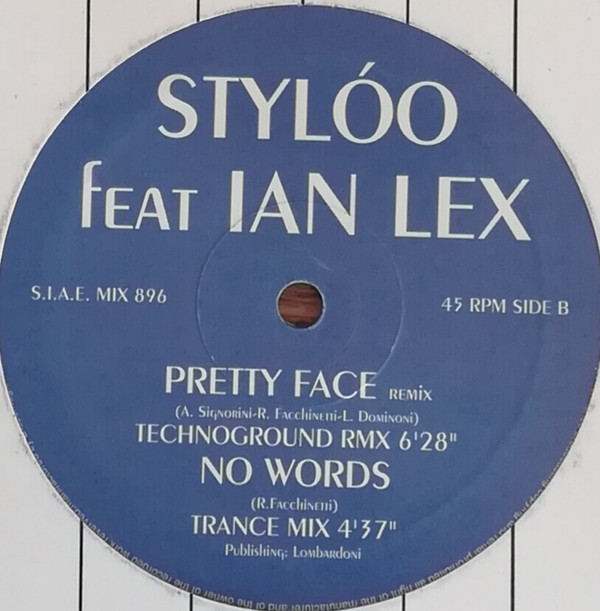 STYLÓO
fEAT IAN LEX
S.I.A.E. MIX 896
45 RPM SIDE B
PRETTY FACE REMiX
(A. Signorini-R. Facchinetti-L. Dominoni)
TECHNOGROUND RMX 6'28"
NO WORDS
(R.Facchinetti)
TRANCE MIX 4'37"
Publishing: Lombardoni